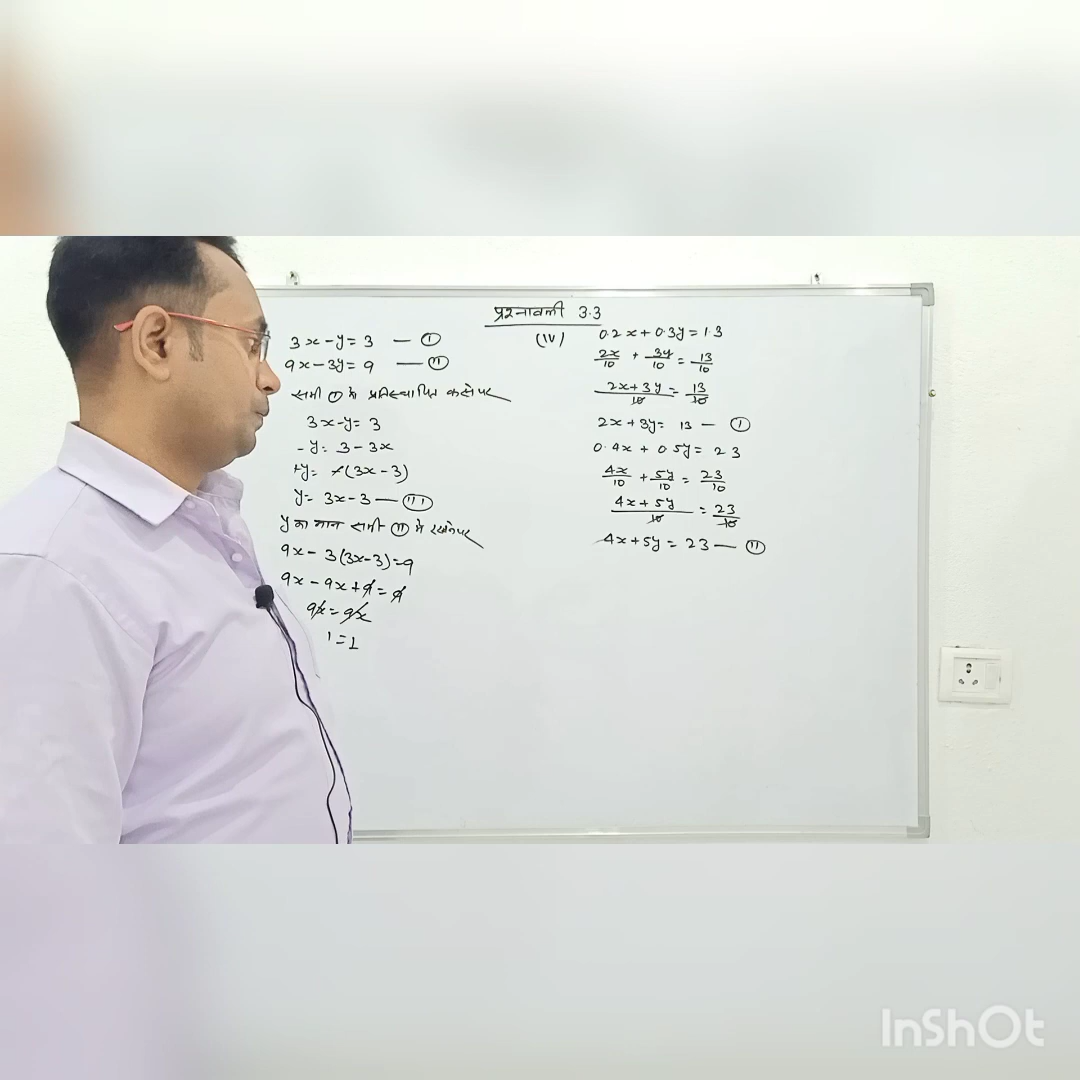 प्रश्नावली 3.3
3x-y=3 — (I)
9x-3y=9 — (II)
समी (I) से प्रतिस्थापित करने पर
3x-y=3
-y=3-3x
+y=-(3x-3)
y=3x-3 — (III)
y का मान समी (II) में रखने पर
9x-3(3x-3)=9
9x-9x+9=9
9x=9x
1=1
(IV) 0.2x+0.3y=1.3
2x/10 + 3y/10 = 13/10
2x+3y/10 = 13/10
2x+3y=13 — (I)
0.4x+0.5y=2.3
4x/10 + 5y/10 = 23/10
4x+5y/10 = 23/10
4x+5y=23 — (II)
InShOt